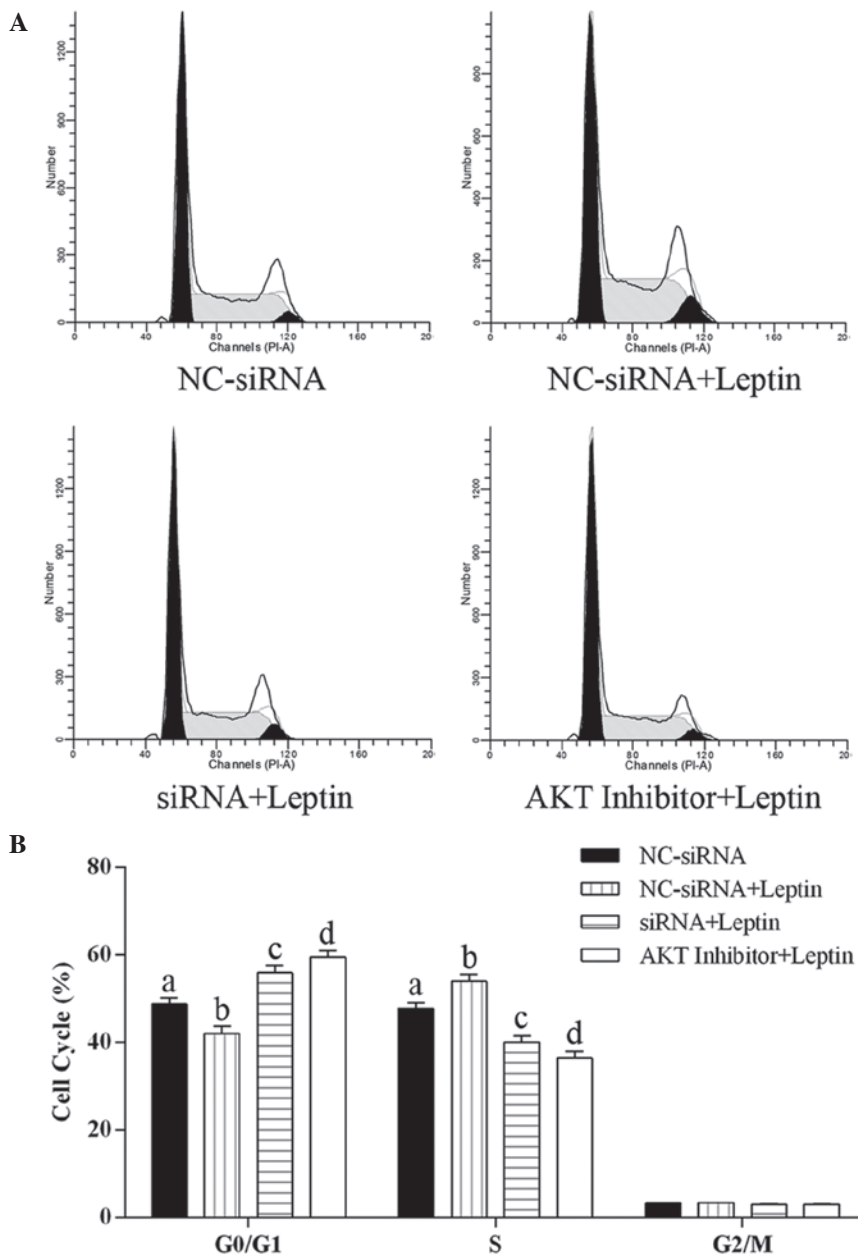 A
Number
1200
900
600
300
0
0 40 80 120 160 20
Channels (PI-A)
NC-siRNA
Number
800
600
400
200
0
0 40 80 120 160 20
Channels (PI-A)
NC-siRNA+Leptin
Number
1200
900
600
300
0
0 40 80 120 160 20
Channels (PI-A)
siRNA+Leptin
Number
1200
900
600
300
0
0 40 80 120 160 20
Channels (PI-A)
AKT Inhibitor+Leptin
B
Cell Cycle (%)
80
60
40
20
0
NC-siRNA
NC-siRNA+Leptin
siRNA+Leptin
AKT Inhibitor+Leptin
a b c d
a b c d
G0/G1 S G2/M